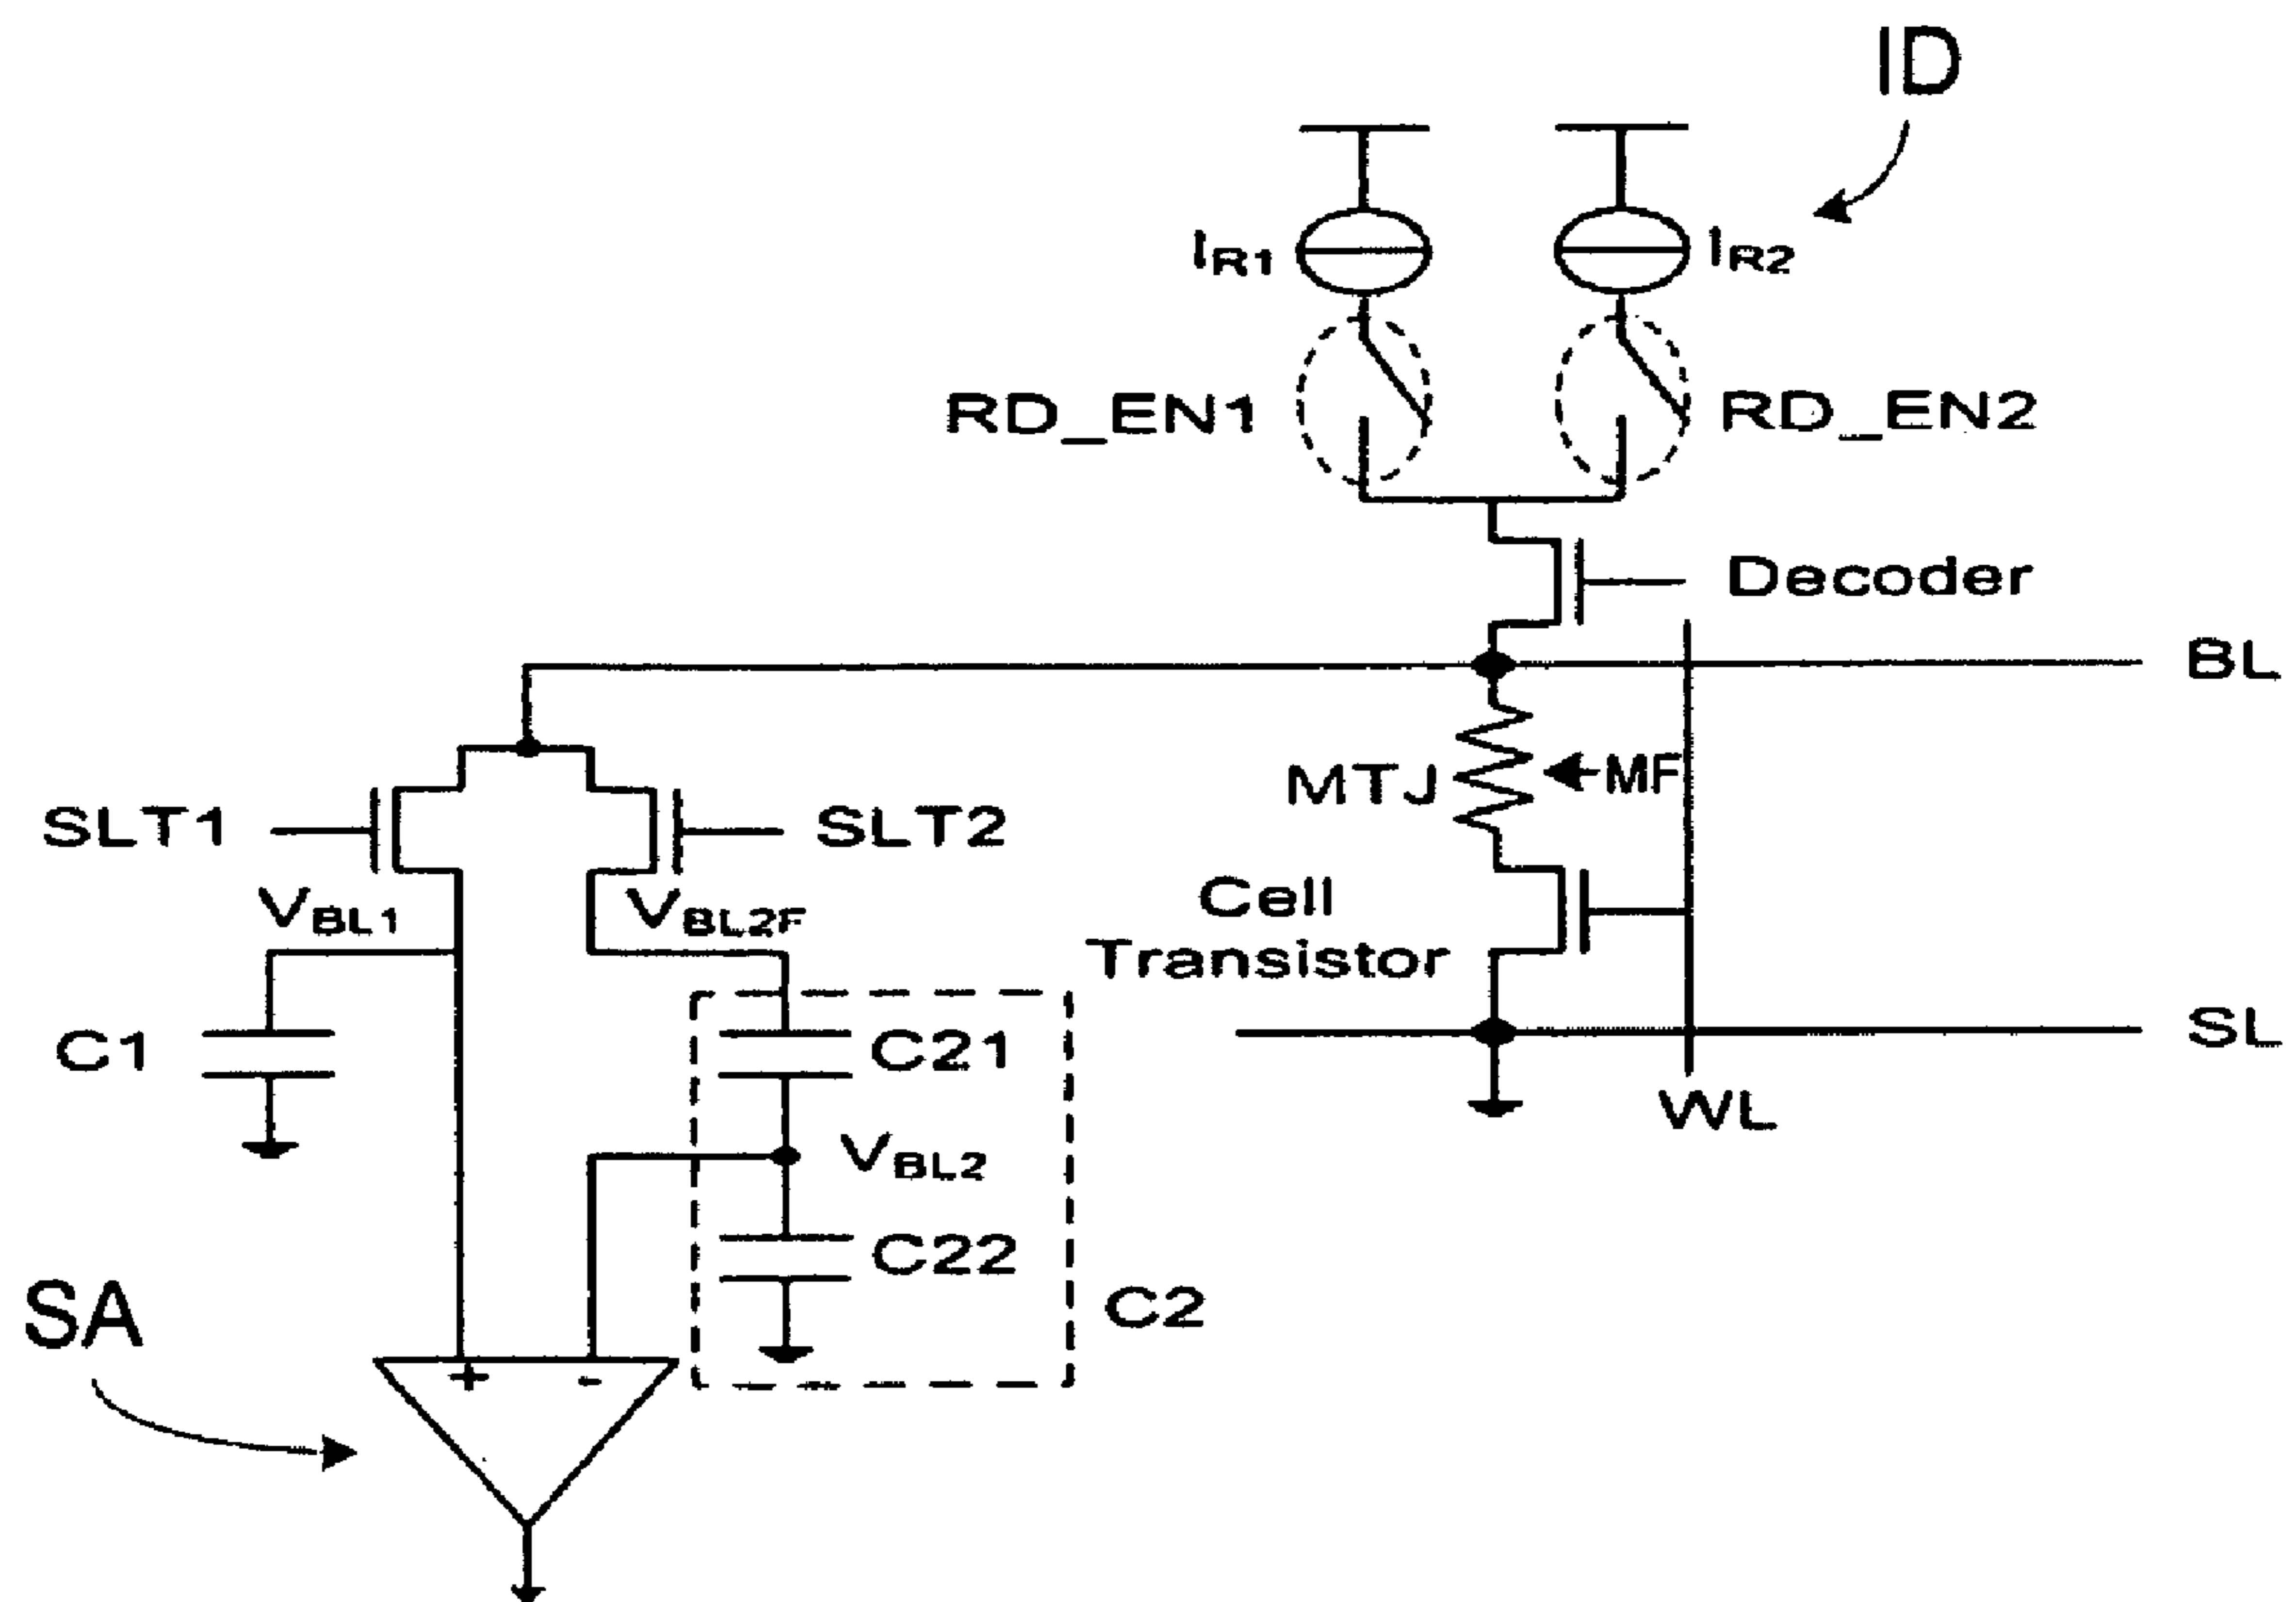 ID
IR1
IR2
RD_EN1
RD_EN2
Decoder
BL
MTJ
MF
SLT1
SLT2
VBL1
VBL2F
Cell
Transistor
C1
C21
SL
WL
VBL2
C22
C2
SA
+
-